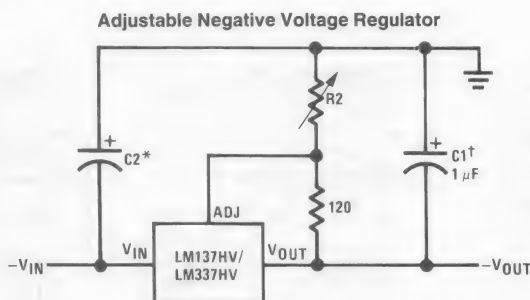 Adjustable Negative Voltage Regulator
R2
+
C2*
+
C1†
1 μF
120
ADJ
-VIN
VIN
LM137HV/
LM337HV
VOUT
-VOUT